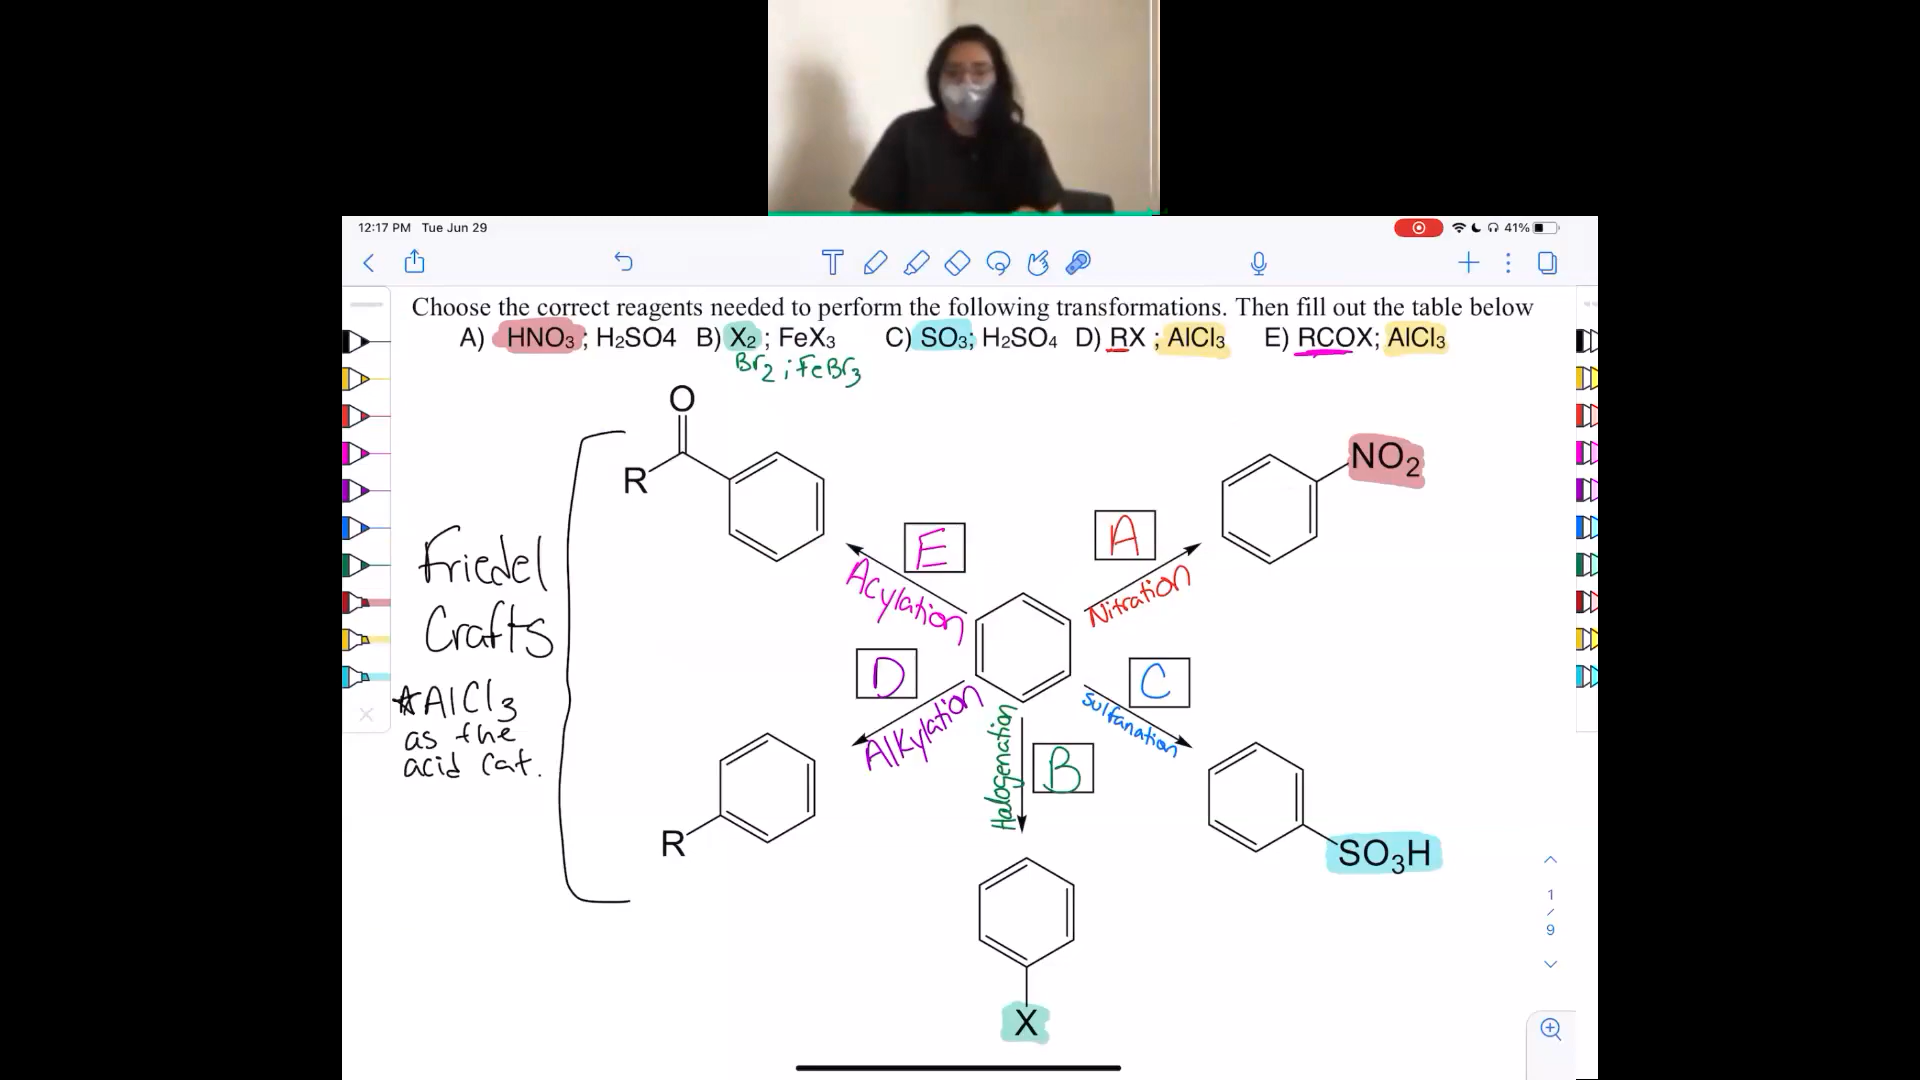 12:17 PM Tue Jun 29
41%
Choose the correct reagents needed to perform the following transformations. Then fill out the table below
A) HNO₃; H₂SO4 B) X₂; FeX₃ C) SO₃; H₂SO₄ D) RX ; AlCl₃ E) RCOX; AlCl₃
Br₂ ; FeBr₃
O
R
NO₂
E
A
Acylation
Nitration
Friedel
Crafts
*AlCl₃
as the
acid cat.
D
C
Alkylation
Sulfanation
Halogenation
B
R
SO₃H
X
1
/
9